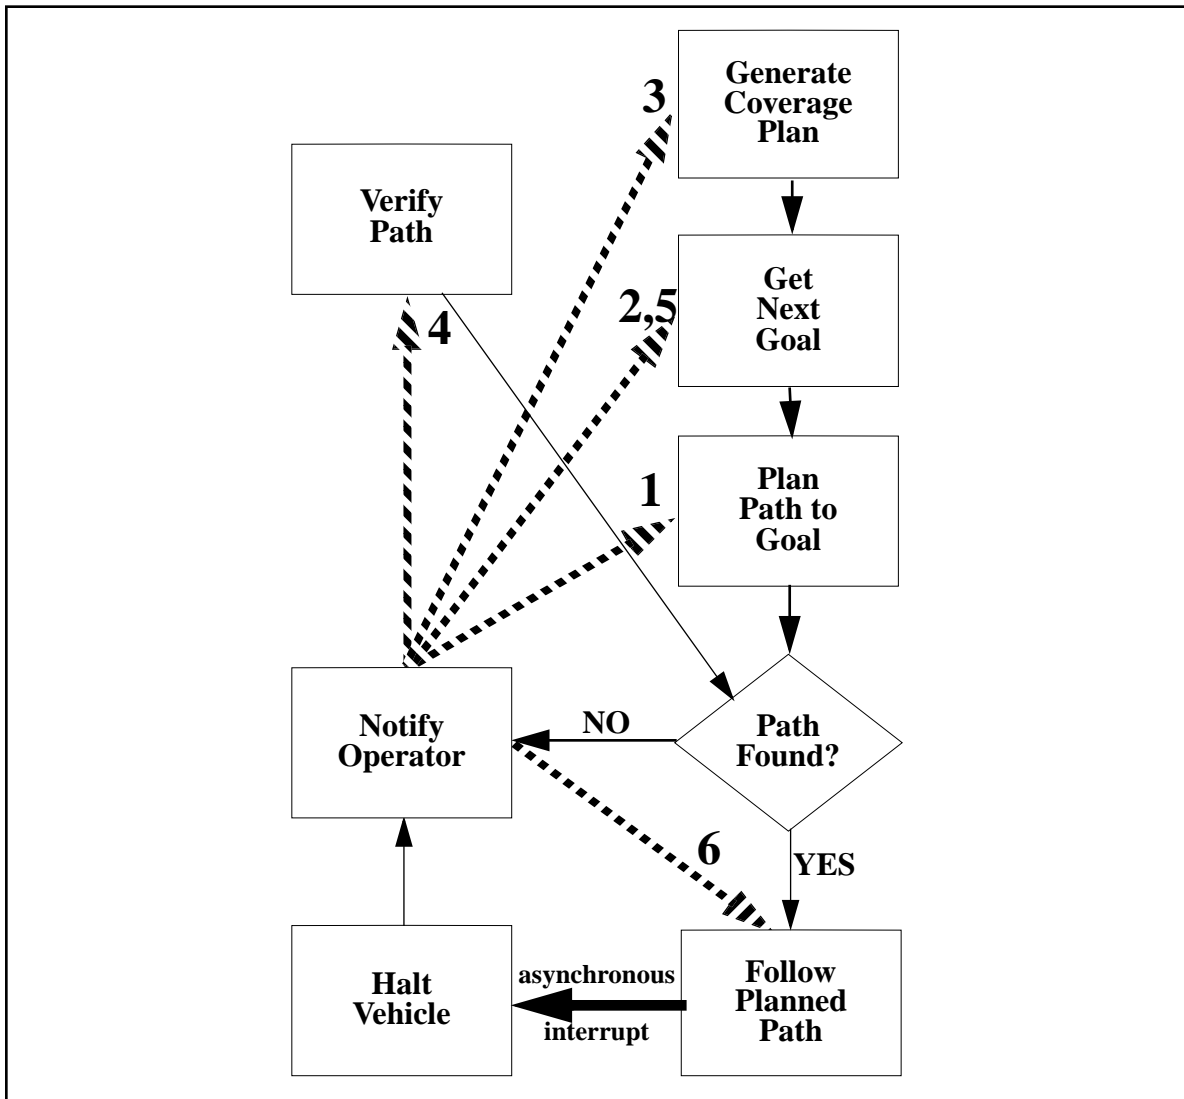 Generate
Coverage
Plan
3
Verify
Path
Get
Next
Goal
2,5
4
Plan
Path to
Goal
1
Notify
Operator
NO
Path
Found?
6
YES
Halt
Vehicle
asynchronous
interrupt
Follow
Planned
Path